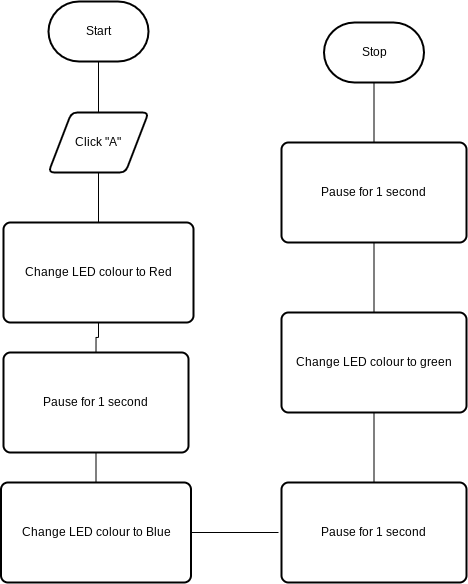 Start
Click "A"
Change LED colour to Red
Pause for 1 second
Change LED colour to Blue
Pause for 1 second
Change LED colour to green
Pause for 1 second
Stop